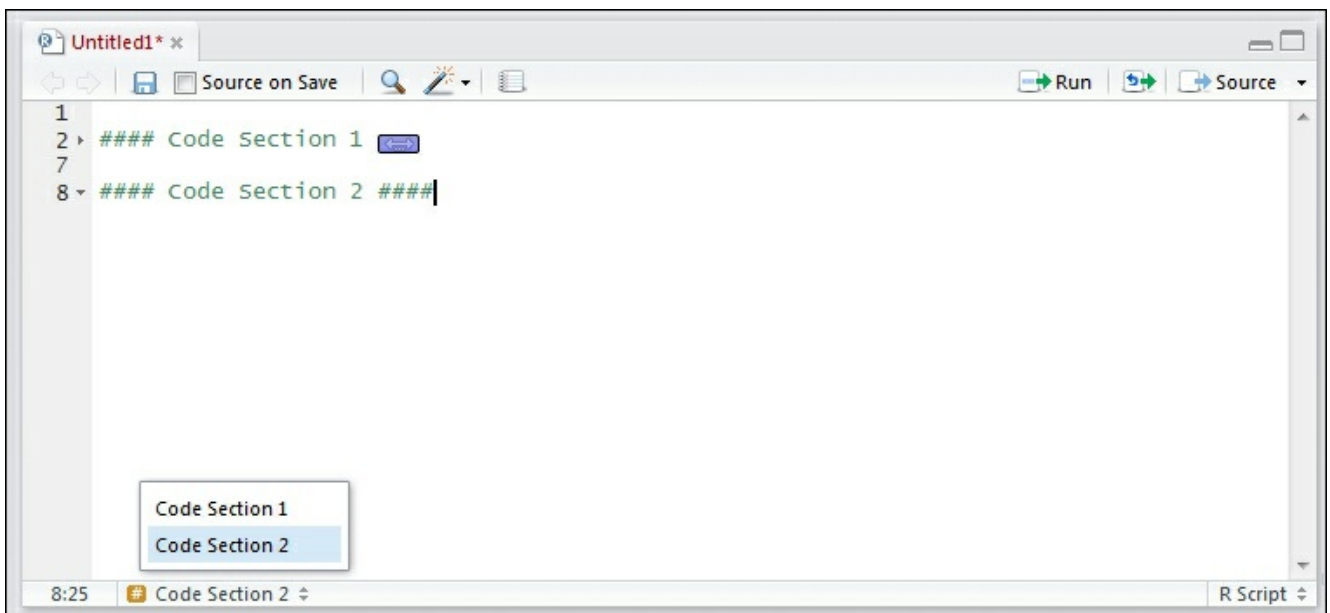 Untitled1*
Source on Save Run Source
1
2 #### Code Section 1
7
8 #### Code Section 2 ####
Code Section 1
Code Section 2
8:25 # Code Section 2 R Script